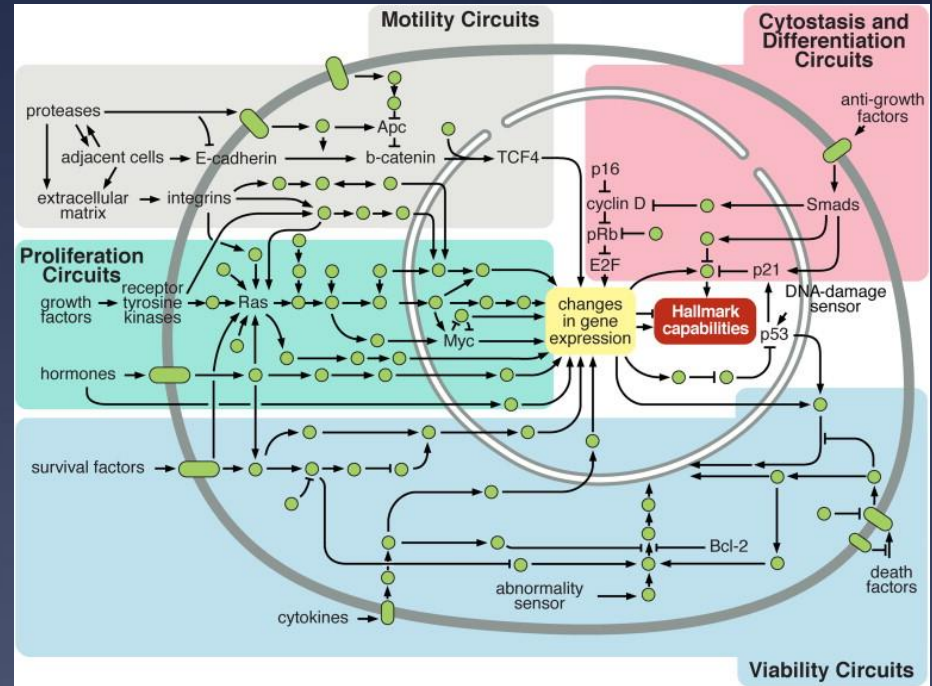 Motility Circuits
Cytostasis and
Differentiation
Circuits
proteases
anti-growth
factors
Apc
adjacent cells
E-cadherin
b-catenin
TCF4
p16
extracellular
matrix
integrins
cyclin D
Smads
pRb
Proliferation
Circuits
E2F
p21
growth
factors
receptor
tyrosine
kinases
Ras
changes
in gene
expression
Hallmark
capabilities
DNA-damage
sensor
p53
Myc
hormones
survival factors
Bcl-2
abnormality
sensor
death
factors
cytokines
Viability Circuits